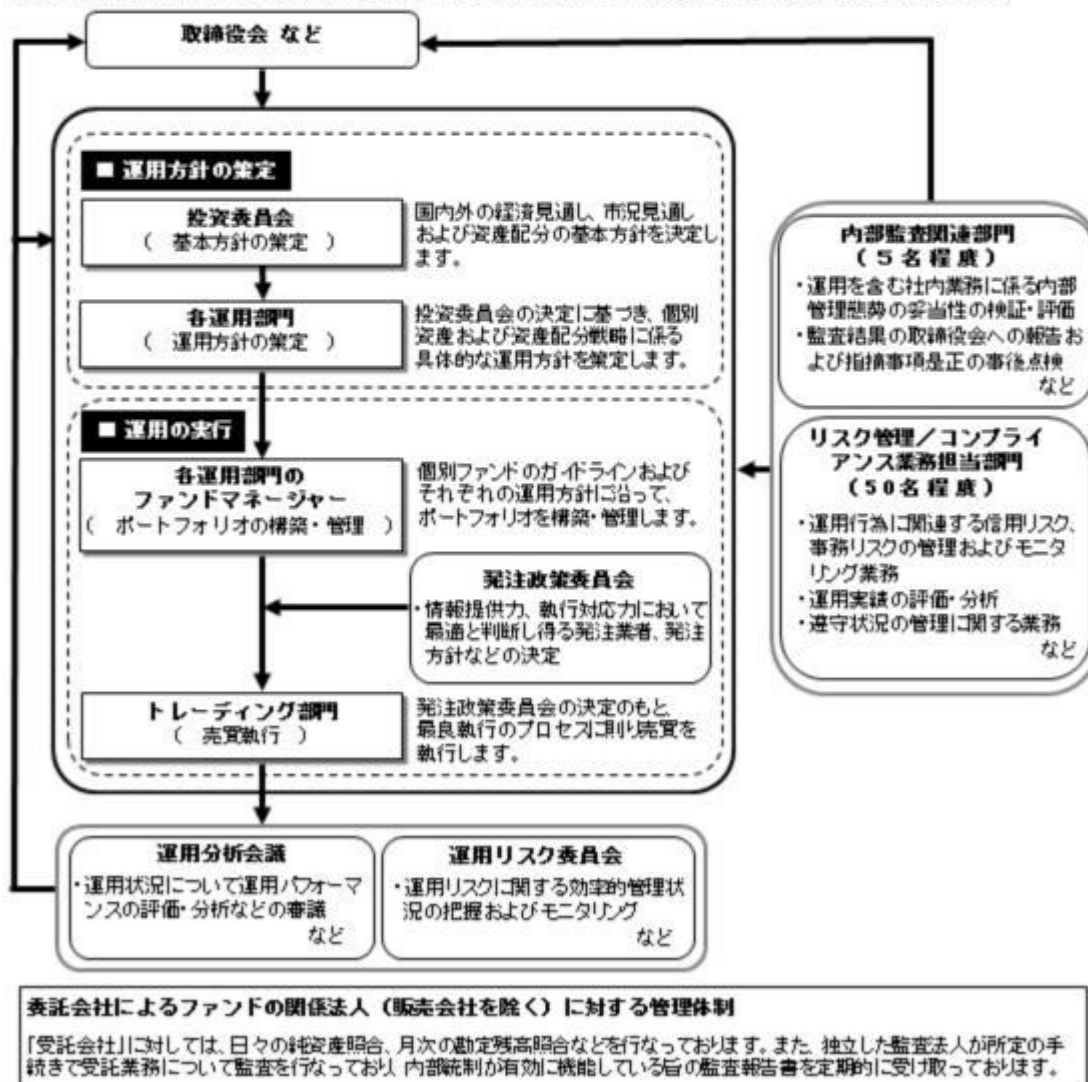 取締役会 など
■ 運用方針の策定
投資委員会
( 基本方針の策定 )
国内外の経済見通し、市況見通し
および資産配分の基本方針を決定し
ます。
各運用部門
( 運用方針の策定 )
投資委員会の決定に基づき、個別
資産および資産配分戦略に係る
具体的な運用方針を策定します。
■ 運用の実行
各運用部門の
ファンドマネージャー
( ポートフォリオの構築・管理 )
個別ファンドのガイドラインおよび
それぞれの運用方針に沿って、
ポートフォリオを構築・管理します。
発注政策委員会
・情報提供力、執行対応力において
最適と判断し得る発注業者、発注
方針などの決定
トレーディング部門
( 売買執行 )
発注政策委員会の決定のもと、
最良執行のプロセスに則り売買を
執行します。
内部監査関連部門
(5名程度)
・運用を含む社内業務に係る内部
管理態勢の妥当性の検証・評価
・監査結果の取締役会への報告お
よび指摘事項是正の事後点検
など
リスク管理/コンプライ
アンス業務担当部門
(50名程度)
・運用行為に関連する信用リスク、
事務リスクの管理およびモニタ
リング業務
・運用実績の評価・分析
・遵守状況の管理に関する業務
など
運用分析会議
・運用状況について運用パフォーマ
ンスの評価・分析などの審議
など
運用リスク委員会
・運用リスクに関する効率的管理状
況の把握およびモニタリング
など
委託会社によるファンドの関係法人(販売会社を除く)に対する管理体制
「受託会社」に対しては、日々の純資産照合、月次の勘定残高照合などを行なっております。また、独立した監査法人が所定の手
続きで受託業務について監査を行なっており、内部統制が有効に機能している旨の監査報告書を定期的に受け取っております。